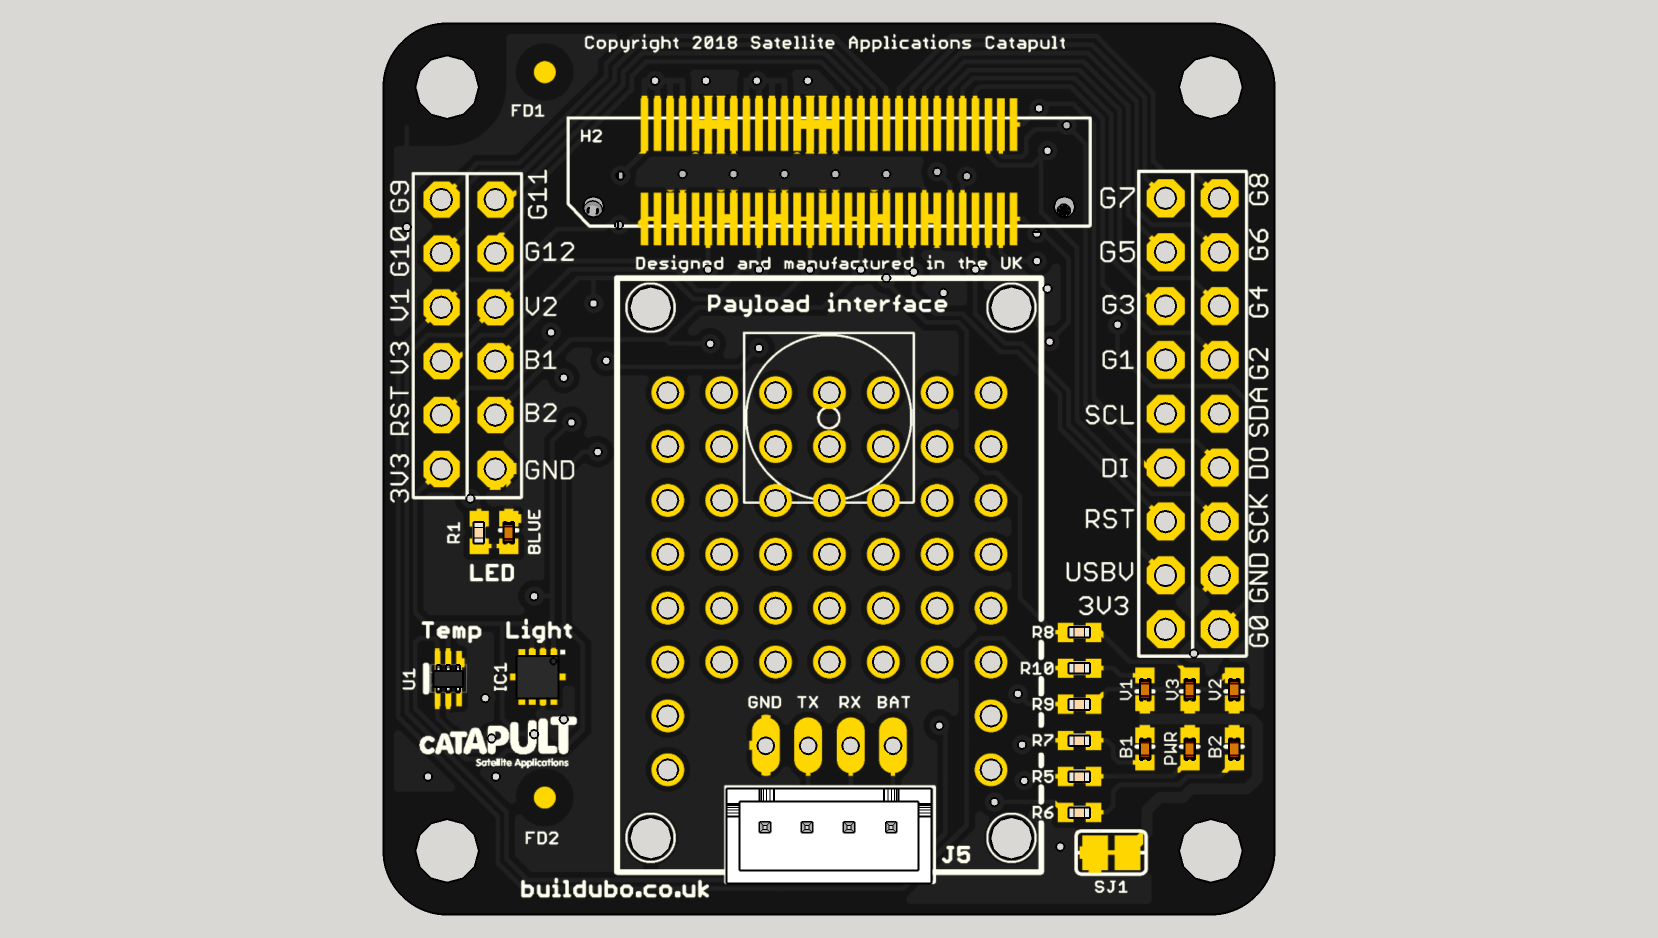 Copyright 2018 Satellite Applications Catapult
FD1
H2
G9
G11
G10
G12
V1
V2
V3
B1
RST
B2
3V3
GND
G7
G8
G5
G6
G3
G4
G1
G2
SCL
SDA
DI
DO
RST
SCK
USBV
GND
3V3
G0
Designed and manufactured in the UK
Payload interface
R1
BLUE
LED
Temp
Light
U1
IC1
CATAPULT
Satellite Applications
FD2
GND TX RX BAT
J5
R8
R10
R9
R7
R5
R6
V1
V3
V2
B1
PWR
B2
SJ1
buildubo.co.uk